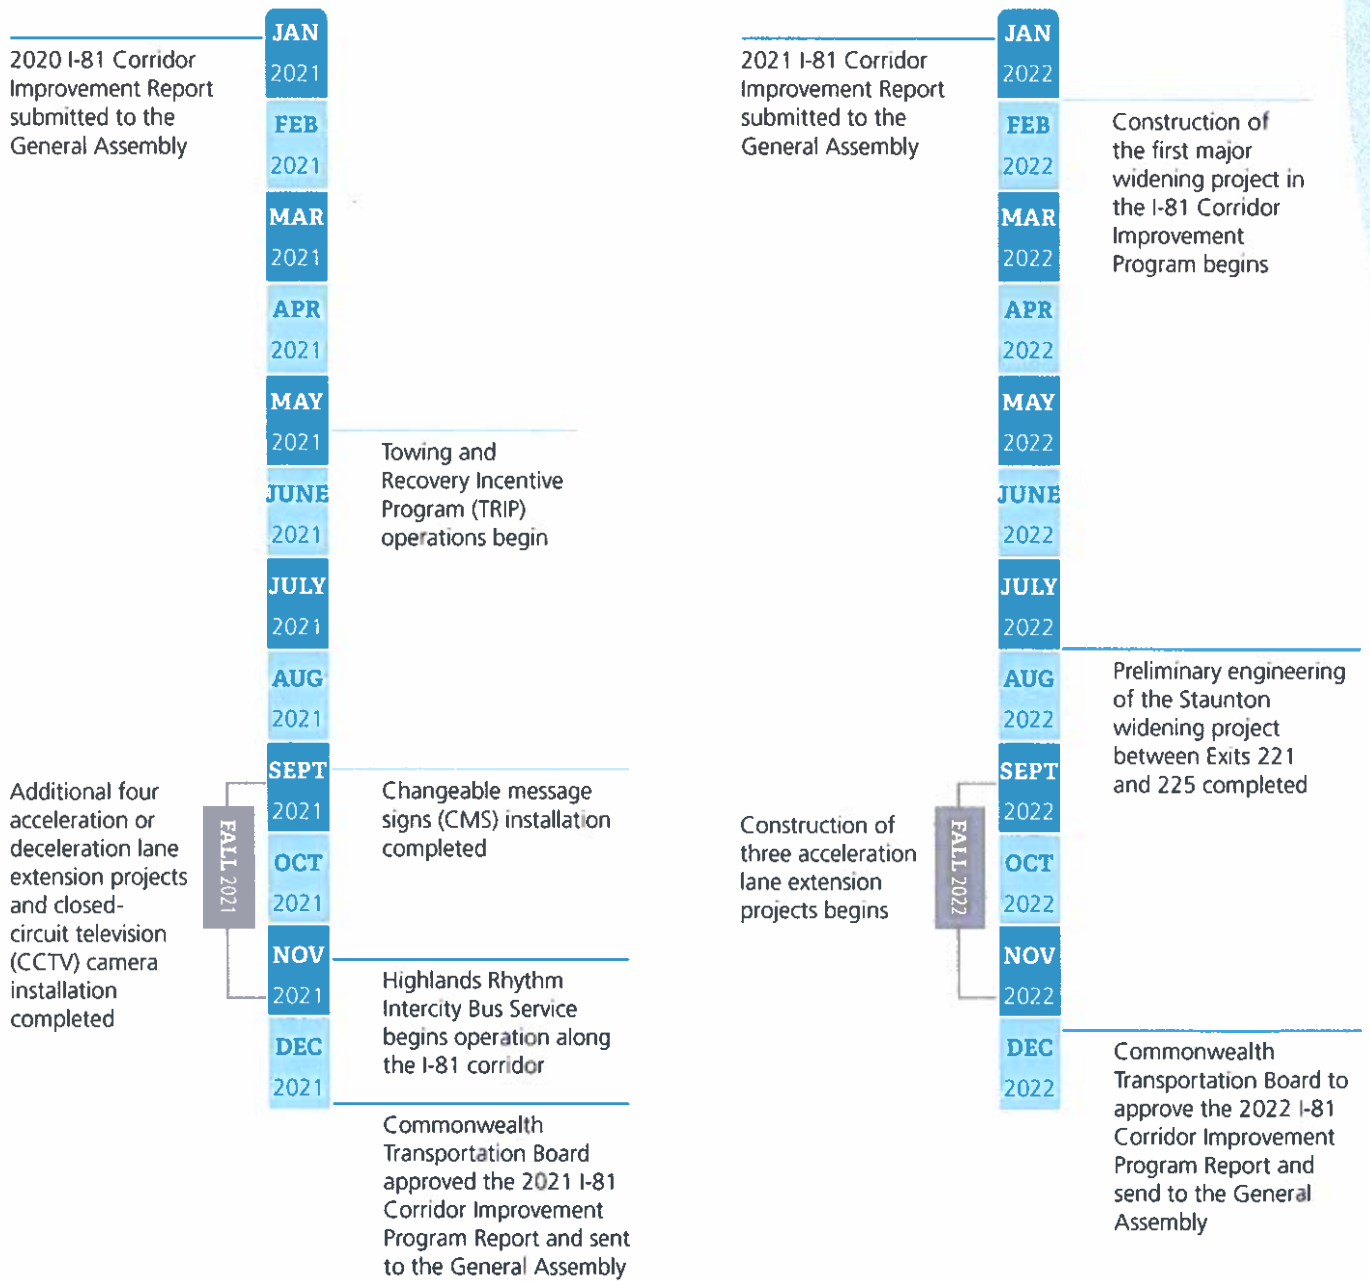 JAN
2021
2020 I-81 Corridor
Improvement Report
submitted to the
General Assembly
FEB
2021
MAR
2021
APR
2021
MAY
2021
Towing and
Recovery Incentive
Program (TRIP)
operations begin
JUNE
2021
JULY
2021
AUG
2021
SEPT
2021
Changeable message
signs (CMS) installation
completed
Additional four
acceleration or
deceleration lane
extension projects
and closed-
circuit television
(CCTV) camera
installation
completed
FALL 2021
OCT
2021
NOV
2021
Highlands Rhythm
Intercity Bus Service
begins operation along
the I-81 corridor
DEC
2021
Commonwealth
Transportation Board
approved the 2021 I-81
Corridor Improvement
Program Report and sent
to the General Assembly
JAN
2022
2021 I-81 Corridor
Improvement Report
submitted to the
General Assembly
FEB
2022
Construction of
the first major
widening project in
the I-81 Corridor
Improvement
Program begins
MAR
2022
APR
2022
MAY
2022
JUNE
2022
JULY
2022
AUG
2022
Preliminary engineering
of the Staunton
widening project
between Exits 221
and 225 completed
SEPT
2022
Construction of
three acceleration
lane extension
projects begins
FALL 2022
OCT
2022
NOV
2022
DEC
2022
Commonwealth
Transportation Board to
approve the 2022 I-81
Corridor Improvement
Program Report and
send to the General
Assembly